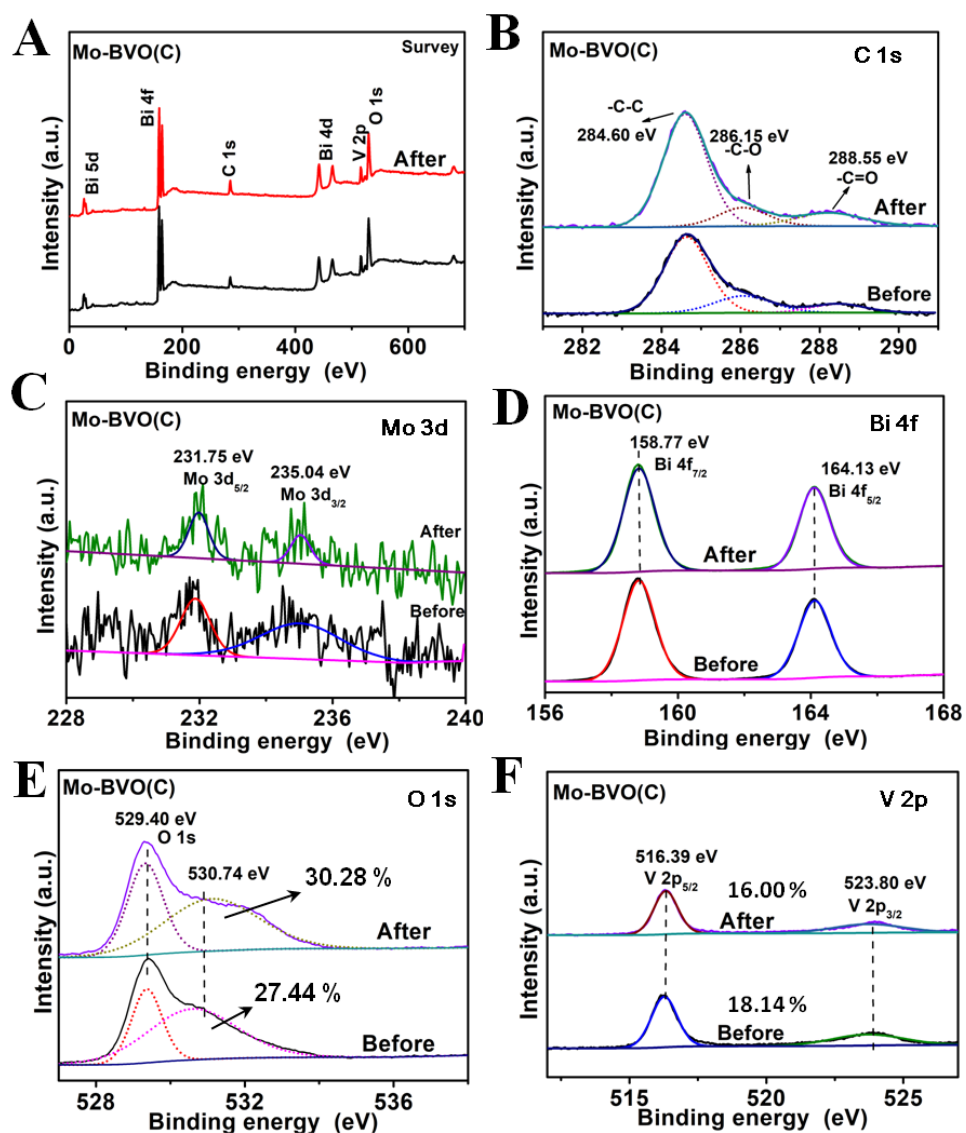 A
Mo-BVO(C)
Survey
Bi 5d
Bi 4f
C 1s
Bi 4d
V 2p
O 1s
After
Before
Intensity (a.u.)
0 200 400 600
Binding energy (eV)
B
Mo-BVO(C)
C 1s
-C-C
284.60 eV
286.15 eV
-C-O
288.55 eV
-C=O
After
Before
Intensity (a.u.)
282 284 286 288 290
Binding energy (eV)
C
Mo-BVO(C)
Mo 3d
231.75 eV
Mo 3d5/2
235.04 eV
Mo 3d3/2
After
Before
Intensity (a.u.)
228 232 236 240
Binding energy (eV)
D
Mo-BVO(C)
Bi 4f
158.77 eV
Bi 4f7/2
164.13 eV
Bi 4f5/2
After
Before
Intensity (a.u.)
156 160 164 168
Binding energy (eV)
E
Mo-BVO(C)
O 1s
529.40 eV
O 1s
530.74 eV
30.28 %
After
27.44 %
Before
Intensity (a.u.)
528 532 536
Binding energy (eV)
F
Mo-BVO(C)
V 2p
516.39 eV
V 2p5/2
16.00 %
523.80 eV
V 2p3/2
After
18.14 %
Before
Intensity (a.u.)
515 520 525
Binding energy (eV)